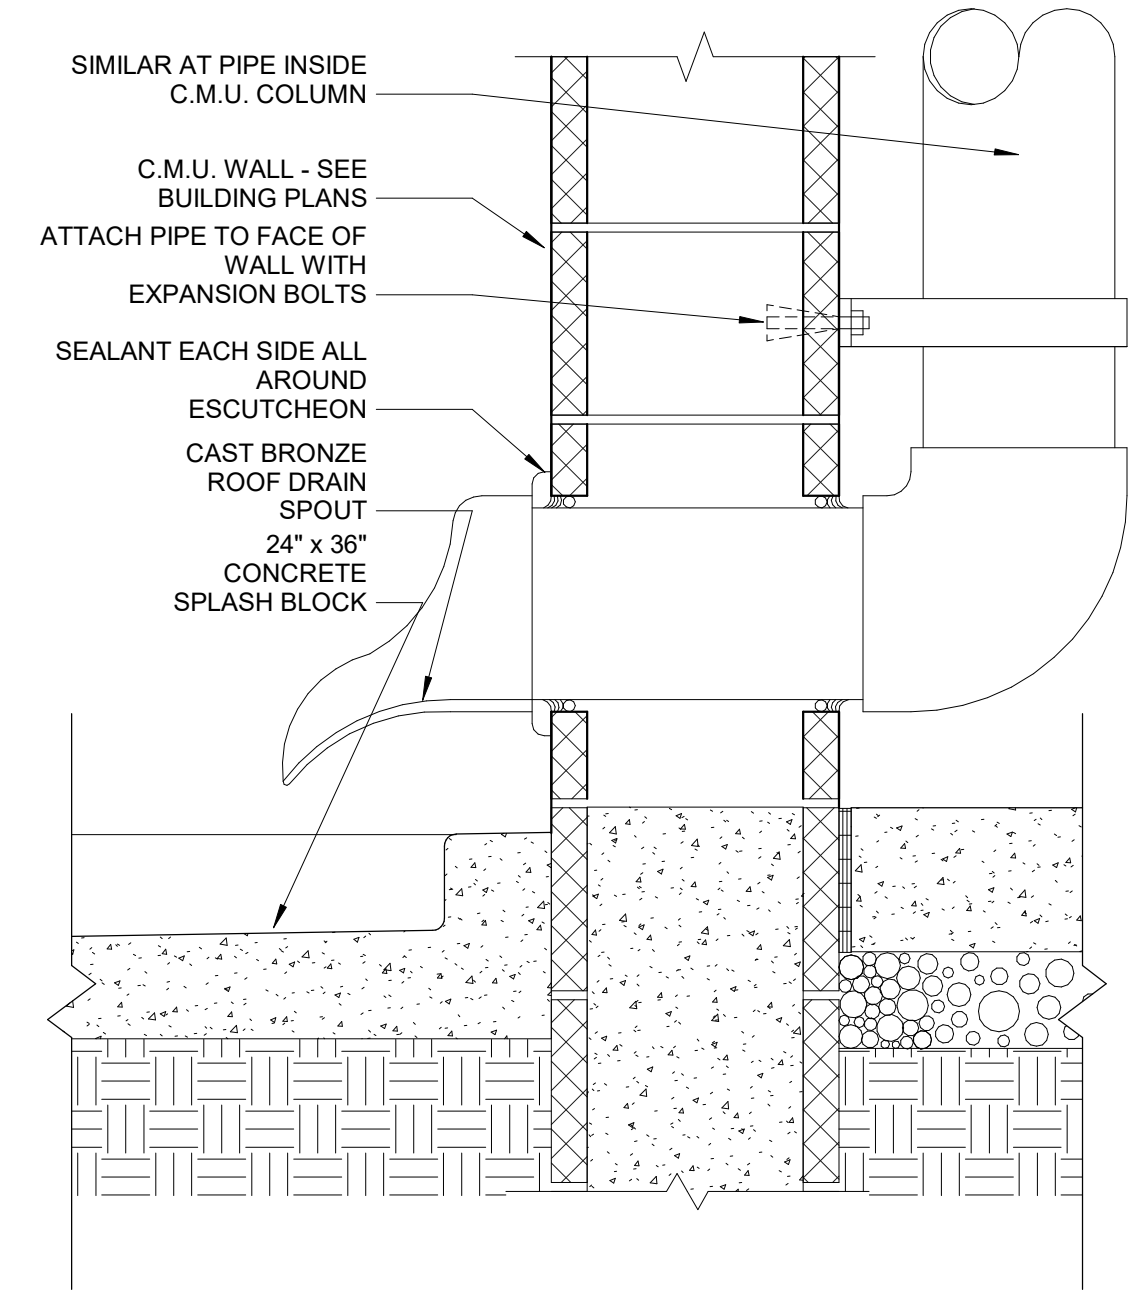 SIMILAR AT PIPE INSIDE
C.M.U. COLUMN
C.M.U. WALL - SEE
BUILDING PLANS
ATTACH PIPE TO FACE OF
WALL WITH
EXPANSION BOLTS
SEALANT EACH SIDE ALL
AROUND
ESCUTCHEON
CAST BRONZE
ROOF DRAIN
SPOUT
24" x 36"
CONCRETE
SPLASH BLOCK